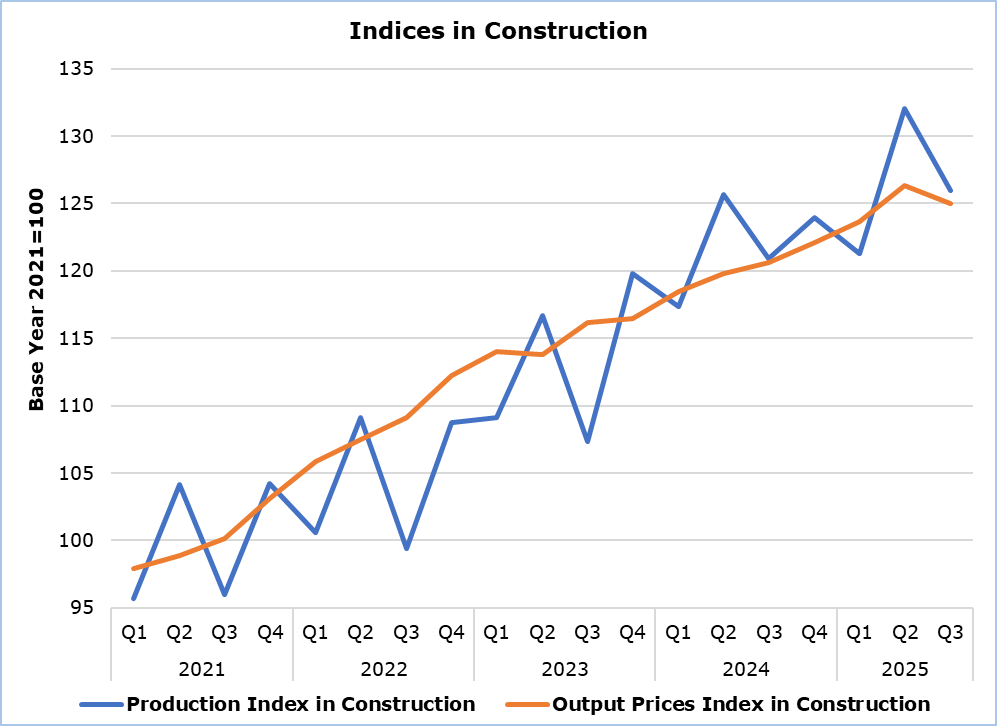 Indices in Construction
135
130
125
120
115
110
105
100
95
Base Year 2021=100
Q1 Q2 Q3 Q4 Q1 Q2 Q3 Q4 Q1 Q2 Q3 Q4 Q1 Q2 Q3 Q4 Q1 Q2 Q3
2021 2022 2023 2024 2025
Production Index in Construction Output Prices Index in Construction